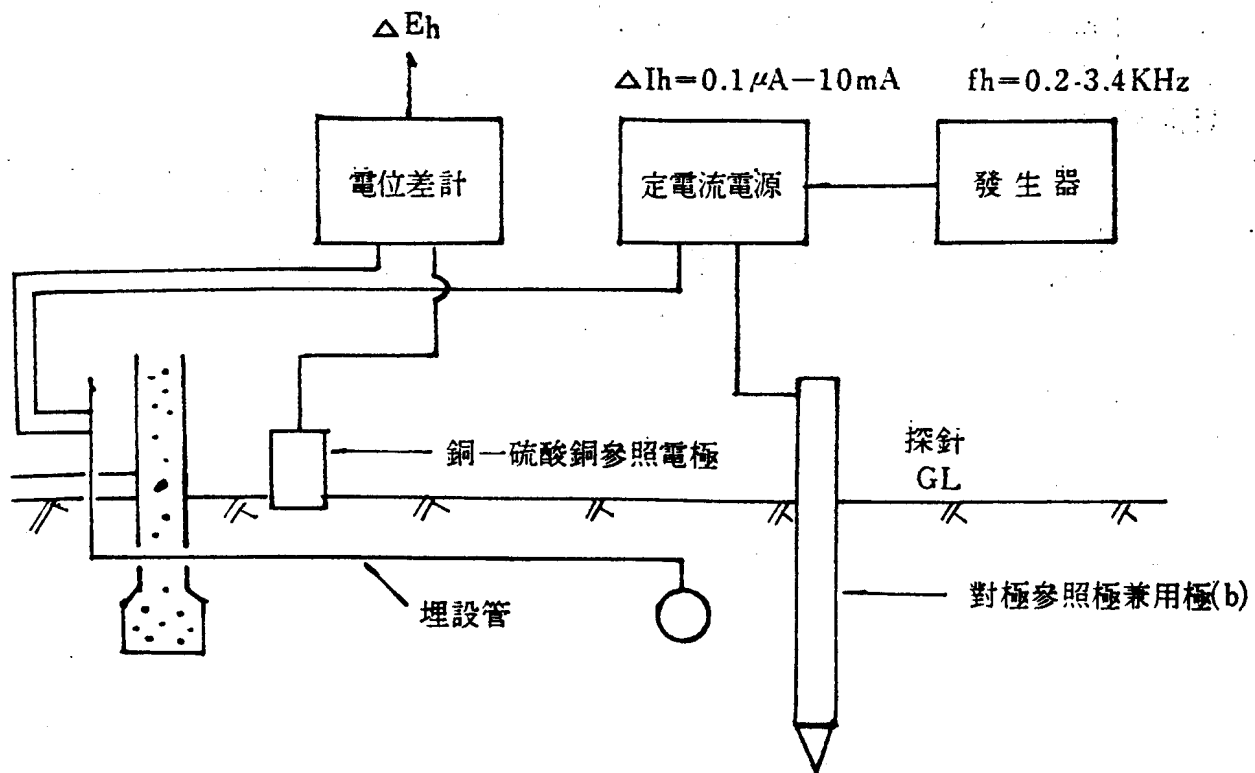 △Eh
△Ih=0.1μA-10mA
fh=0.2-3.4KHz
電位差計
定電流電源
發生器
銅一硫酸銅參照電極
探針
GL
埋設管
對極參照極兼用極(b)